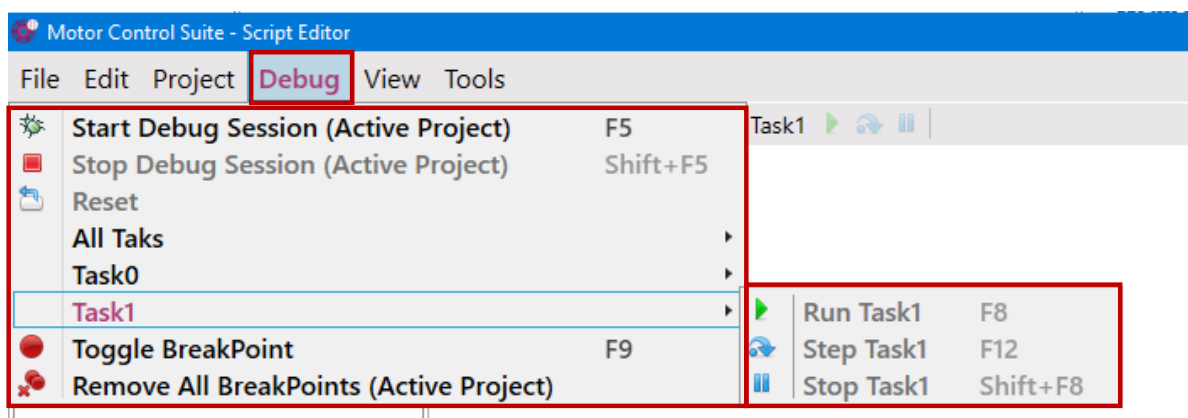 Motor Control Suite - Script Editor
File Edit Project Debug View Tools
Start Debug Session (Active Project) F5
Task1
Stop Debug Session (Active Project) Shift+F5
Reset
All Taks
Task0
Task1
Run Task1 F8
Toggle BreakPoint F9
Step Task1 F12
Remove All BreakPoints (Active Project)
Stop Task1 Shift+F8